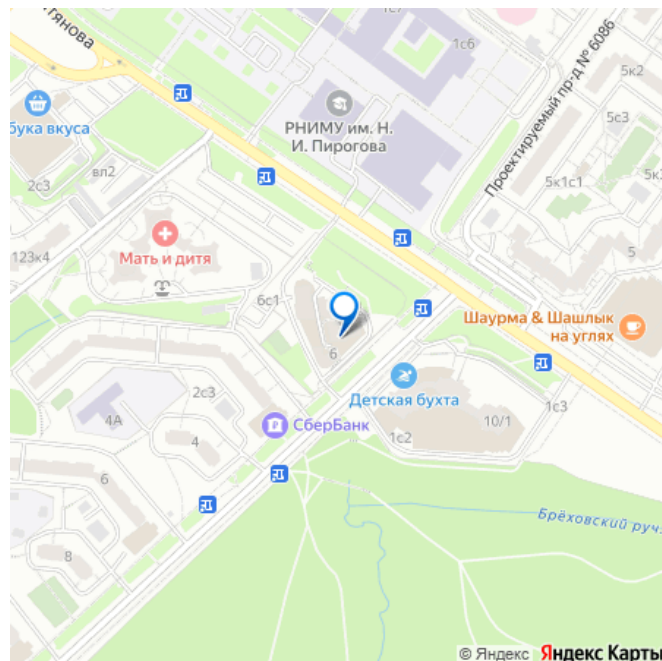 тянова
1с6
Проектируемый пр-д № 6086
5к2
бука вкуса
РНИМУ им. Н.
И. Пирогова
5с3
2с3
вл2
5к1с1
5к
Мать и дитя
123к4
5
6с1
Шаурма & Шашлык
на углях
6
Детская бухта
2с3
4А
СберБанк
10/1
1с3
4
1с2
6
Брёховский руч
8
© Яндекс Яндекс Карты